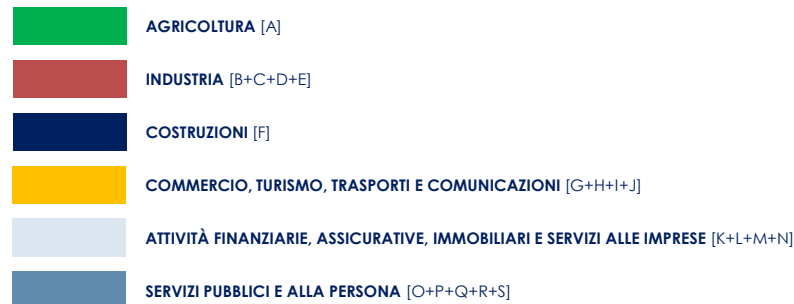 AGRICOLTURA [A]
INDUSTRIA [B+C+D+E]
COSTRUZIONI [F]
COMMERCIO, TURISMO, TRASPORTI E COMUNICAZIONI [G+H+I+J]
ATTIVITÀ FINANZIARIE, ASSICURATIVE, IMMOBILIARI E SERVIZI ALLE IMPRESE [K+L+M+N]
SERVIZI PUBBLICI E ALLA PERSONA [O+P+Q+R+S]